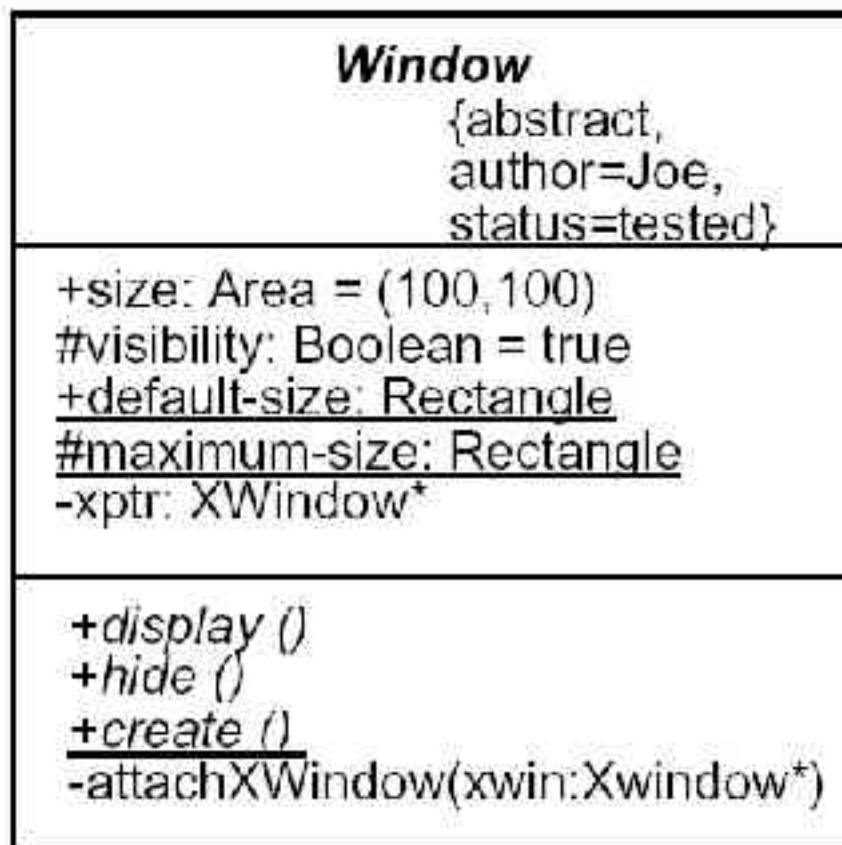 Window
{abstract,
author=Joe,
status=tested}
+size: Area = (100,100)
#visibility: Boolean = true
+default-size: Rectangle
#maximum-size: Rectangle
-xptr: XWindow*
+display ()
+hide ()
+create ()
-attachXWindow(xwin:Xwindow*)